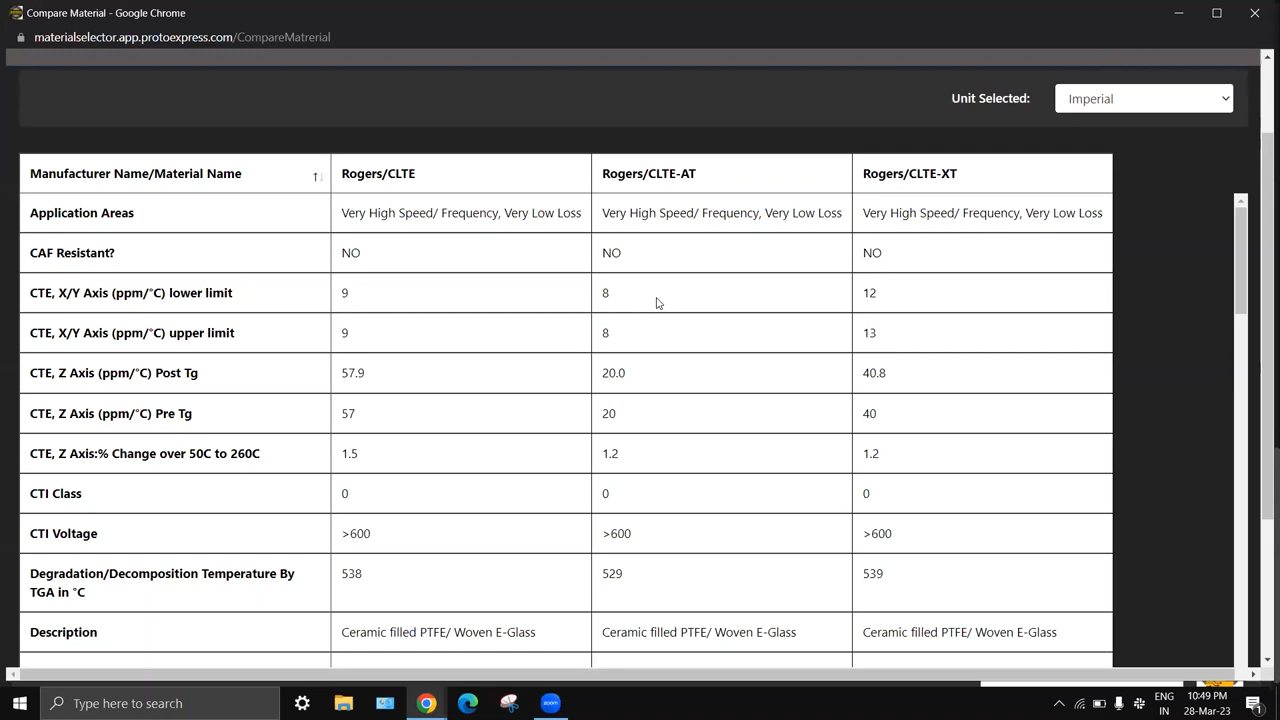 Compare Material - Google Chrome
materialselector.app.protoexpress.com/CompareMatrerial
Unit Selected: Imperial
Manufacturer Name/Material Name Rogers/CLTE Rogers/CLTE-AT Rogers/CLTE-XT
Application Areas Very High Speed/ Frequency, Very Low Loss Very High Speed/ Frequency, Very Low Loss Very High Speed/ Frequency, Very Low Loss
CAF Resistant? NO NO NO
CTE, X/Y Axis (ppm/°C) lower limit 9 8 12
CTE, X/Y Axis (ppm/°C) upper limit 9 8 13
CTE, Z Axis (ppm/°C) Post Tg 57.9 20.0 40.8
CTE, Z Axis (ppm/°C) Pre Tg 57 20 40
CTE, Z Axis:% Change over 50C to 260C 1.5 1.2 1.2
CTI Class 0 0 0
CTI Voltage >600 >600 >600
Degradation/Decomposition Temperature By
TGA in °C 538 529 539
Description Ceramic filled PTFE/ Woven E-Glass Ceramic filled PTFE/ Woven E-Glass Ceramic filled PTFE/ Woven E-Glass
Type here to search
zoom
ENG
IN
10:49 PM
28-Mar-23
1